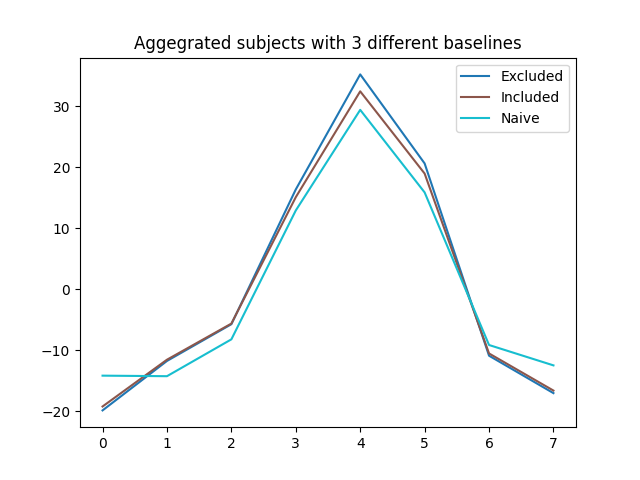 Aggegrated subjects with 3 different baselines
Excluded
Included
Naive
30
20
10
0
−10
−20
0 1 2 3 4 5 6 7